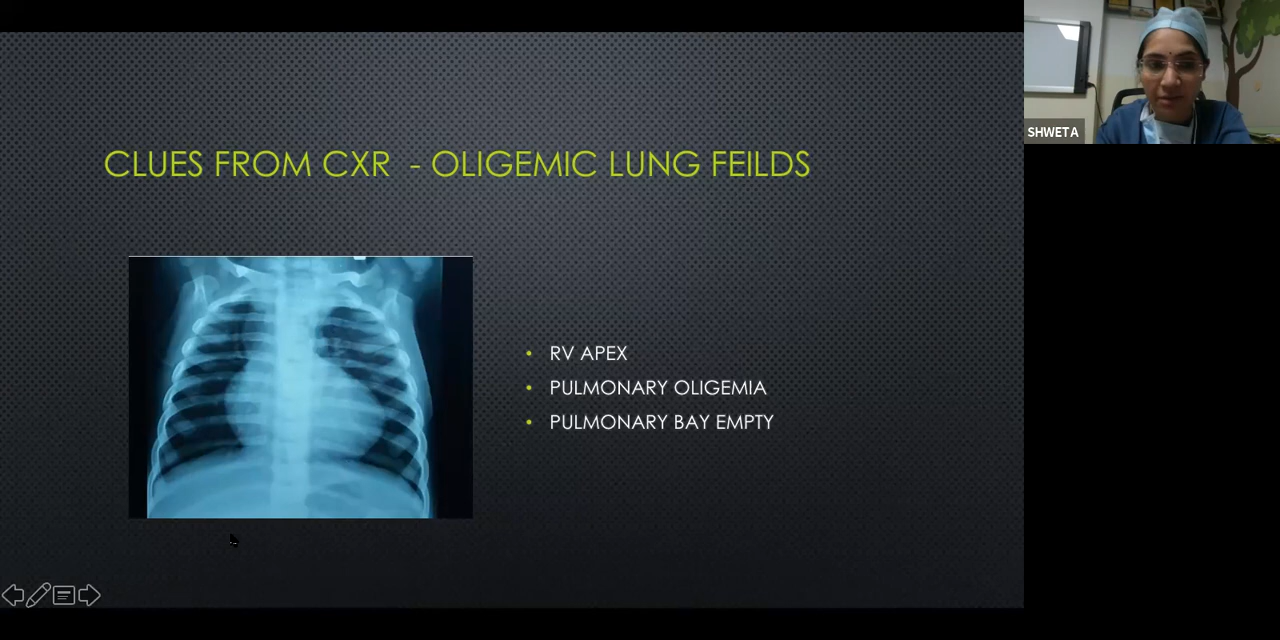 CLUES FROM CXR - OLIGEMIC LUNG FEILDS
• RV APEX
• PULMONARY OLIGEMIA
• PULMONARY BAY EMPTY
SHWETA